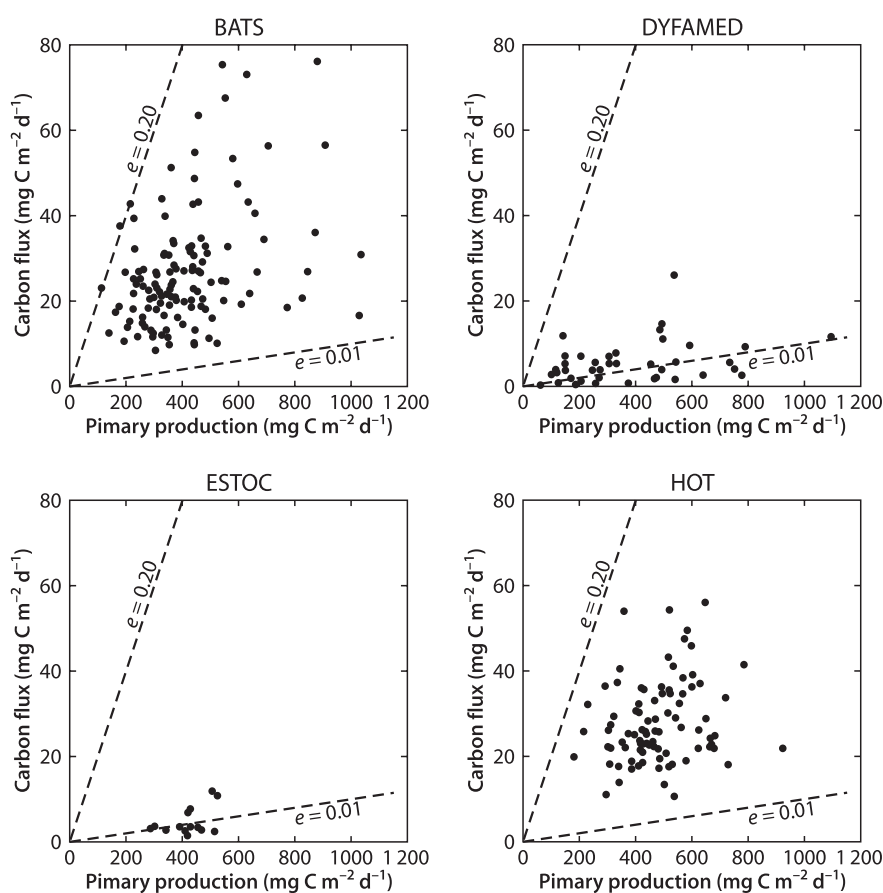 BATS
80
60
40
20
0
Carbon flux (mg C m⁻² d⁻¹)
e = 0.20
e = 0.01
0 200 400 600 800 1000 1200
Pimary production (mg C m⁻² d⁻¹)
DYFAMED
80
60
40
20
0
Carbon flux (mg C m⁻² d⁻¹)
e = 0.20
e = 0.01
0 200 400 600 800 1000 1200
Pimary production (mg C m⁻² d⁻¹)
ESTOC
80
60
40
20
0
Carbon flux (mg C m⁻² d⁻¹)
e = 0.20
e = 0.01
0 200 400 600 800 1000 1200
Pimary production (mg C m⁻² d⁻¹)
HOT
80
60
40
20
0
Carbon flux (mg C m⁻² d⁻¹)
e = 0.20
e = 0.01
0 200 400 600 800 1000 1200
Pimary production (mg C m⁻² d⁻¹)